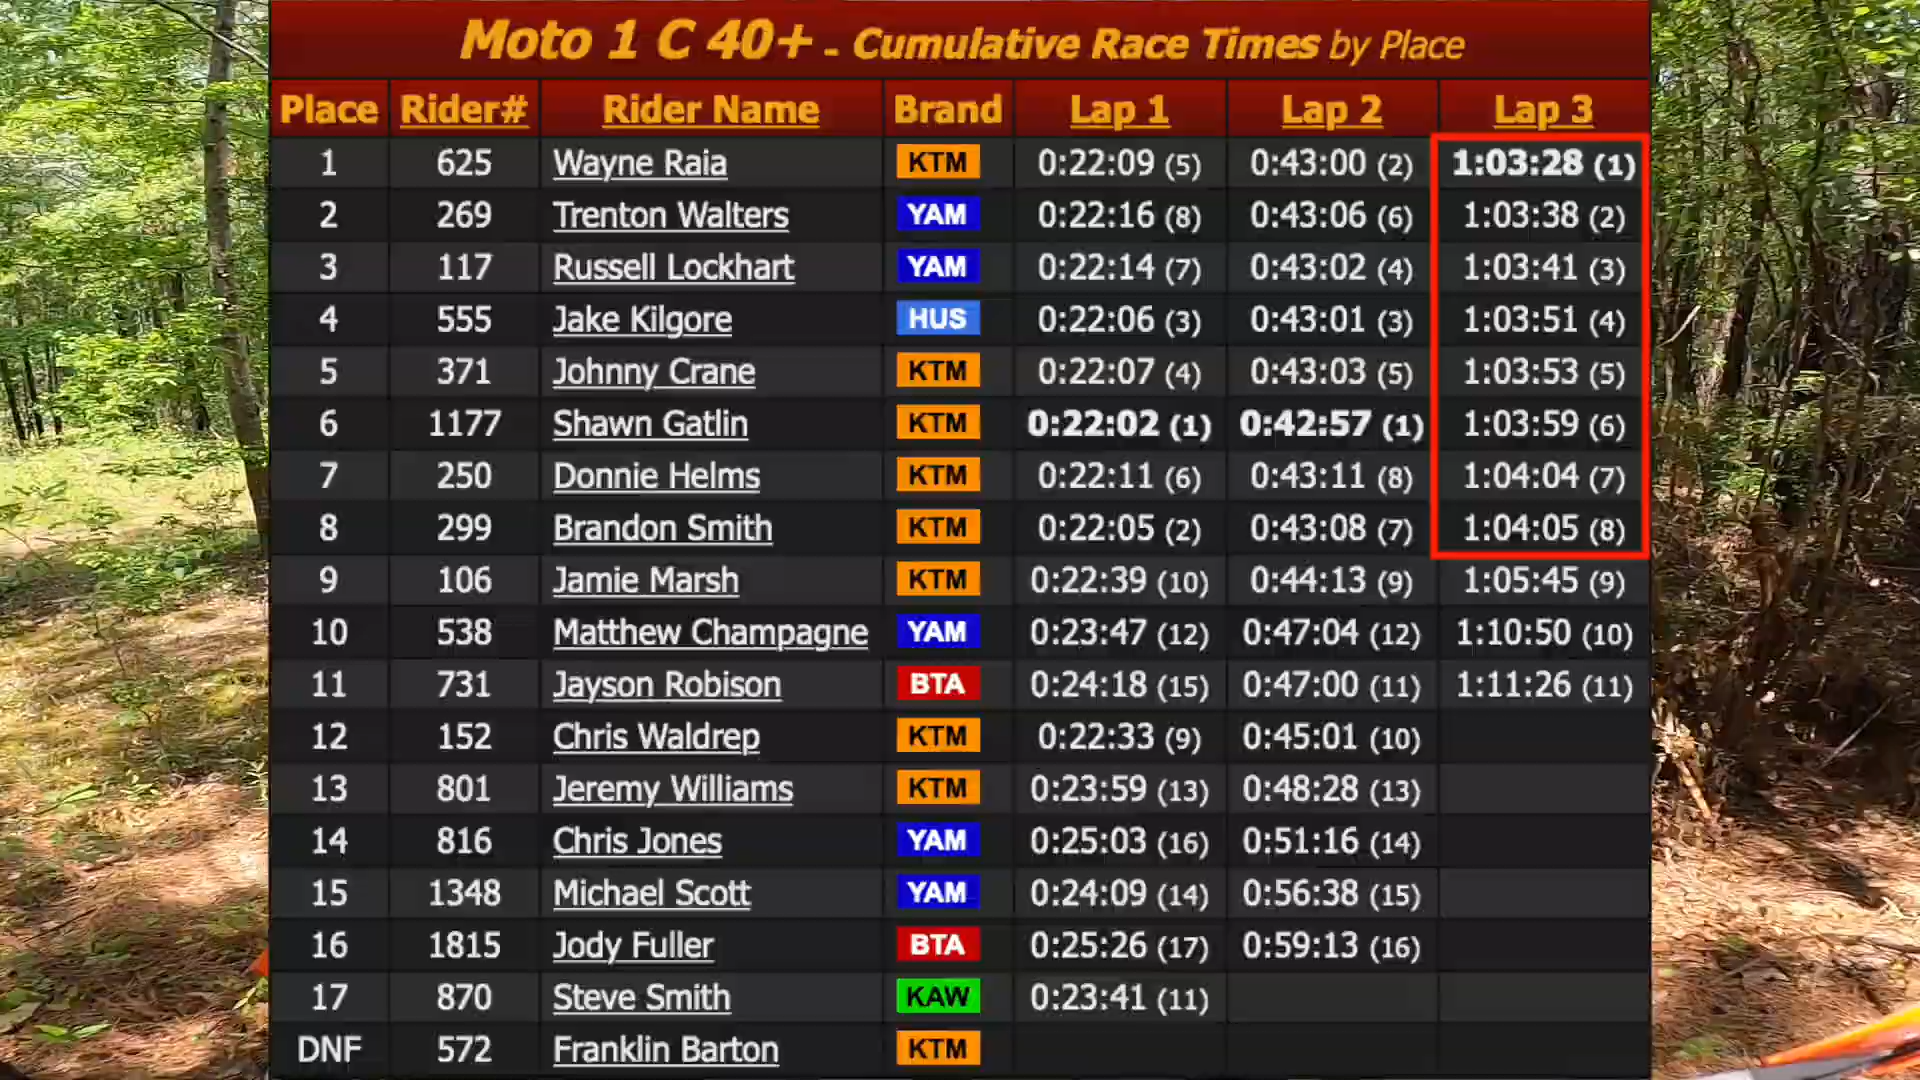 Moto 1 C 40+ - Cumulative Race Times by Place
Place Rider# Rider Name Brand Lap 1 Lap 2 Lap 3
1 625 Wayne Raia KTM 0:22:09 (5) 0:43:00 (2) 1:03:28 (1)
2 269 Trenton Walters YAM 0:22:16 (8) 0:43:06 (6) 1:03:38 (2)
3 117 Russell Lockhart YAM 0:22:14 (7) 0:43:02 (4) 1:03:41 (3)
4 555 Jake Kilgore HUS 0:22:06 (3) 0:43:01 (3) 1:03:51 (4)
5 371 Johnny Crane KTM 0:22:07 (4) 0:43:03 (5) 1:03:53 (5)
6 1177 Shawn Gatlin KTM 0:22:02 (1) 0:42:57 (1) 1:03:59 (6)
7 250 Donnie Helms KTM 0:22:11 (6) 0:43:11 (8) 1:04:04 (7)
8 299 Brandon Smith KTM 0:22:05 (2) 0:43:08 (7) 1:04:05 (8)
9 106 Jamie Marsh KTM 0:22:39 (10) 0:44:13 (9) 1:05:45 (9)
10 538 Matthew Champagne YAM 0:23:47 (12) 0:47:04 (12) 1:10:50 (10)
11 731 Jayson Robison BTA 0:24:18 (15) 0:47:00 (11) 1:11:26 (11)
12 152 Chris Waldrep KTM 0:22:33 (9) 0:45:01 (10)
13 801 Jeremy Williams KTM 0:23:59 (13) 0:48:28 (13)
14 816 Chris Jones YAM 0:25:03 (16) 0:51:16 (14)
15 1348 Michael Scott YAM 0:24:09 (14) 0:56:38 (15)
16 1815 Jody Fuller BTA 0:25:26 (17) 0:59:13 (16)
17 870 Steve Smith KAW 0:23:41 (11)
DNF 572 Franklin Barton KTM